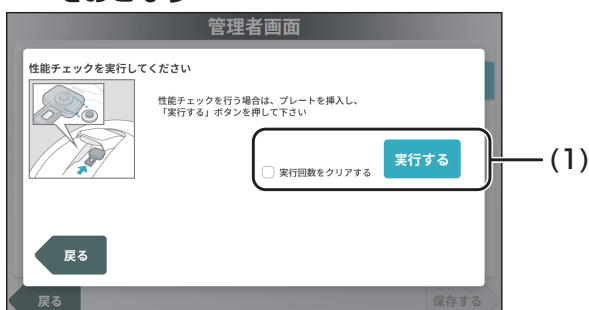 管理者画面
性能チェックを実行してください
性能チェックを行う場合は、プレートを挿入し、
「実行する」ボタンを押して下さい
実行回数をクリアする
実行する
(1)
戻る
戻る
保存する